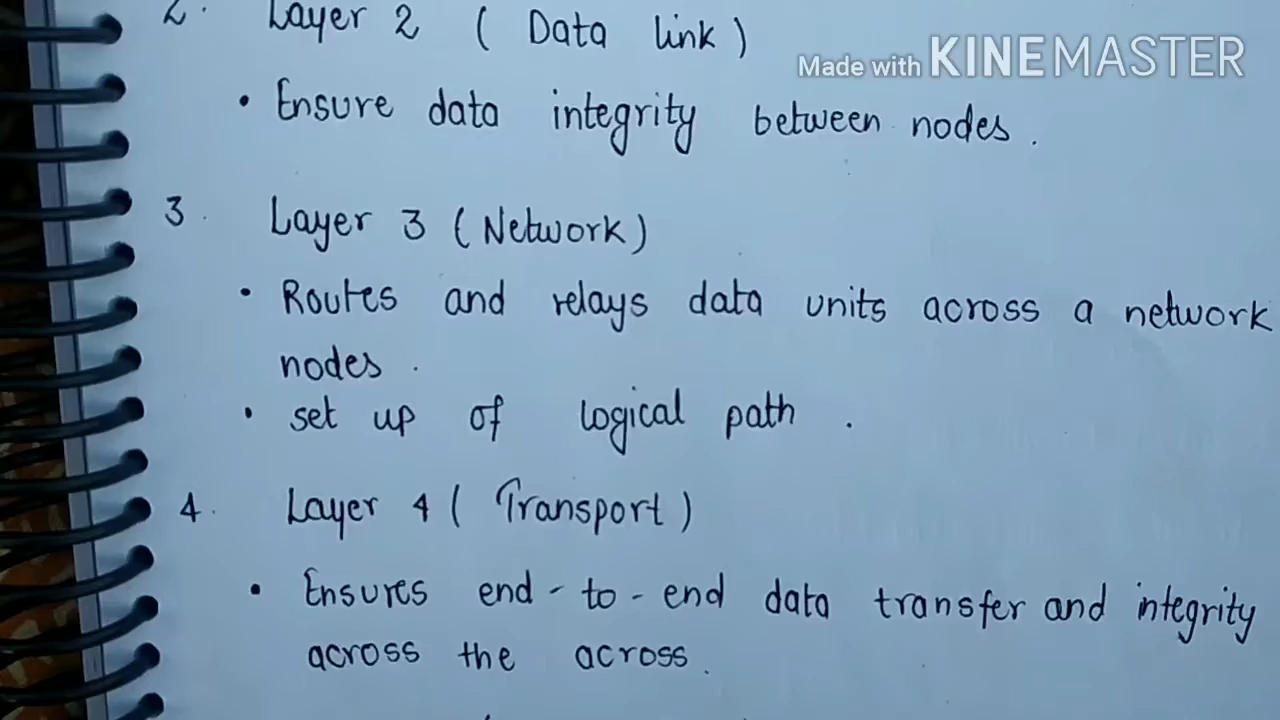 2. Layer 2 ( Data link )
Made with KINEMASTER
• Ensure data integrity between nodes.
3. Layer 3 ( Network )
• Routes and relays data units across a network
nodes.
• set up of logical path.
4. Layer 4 ( Transport )
• Ensures end-to-end data transfer and integrity
across the across.